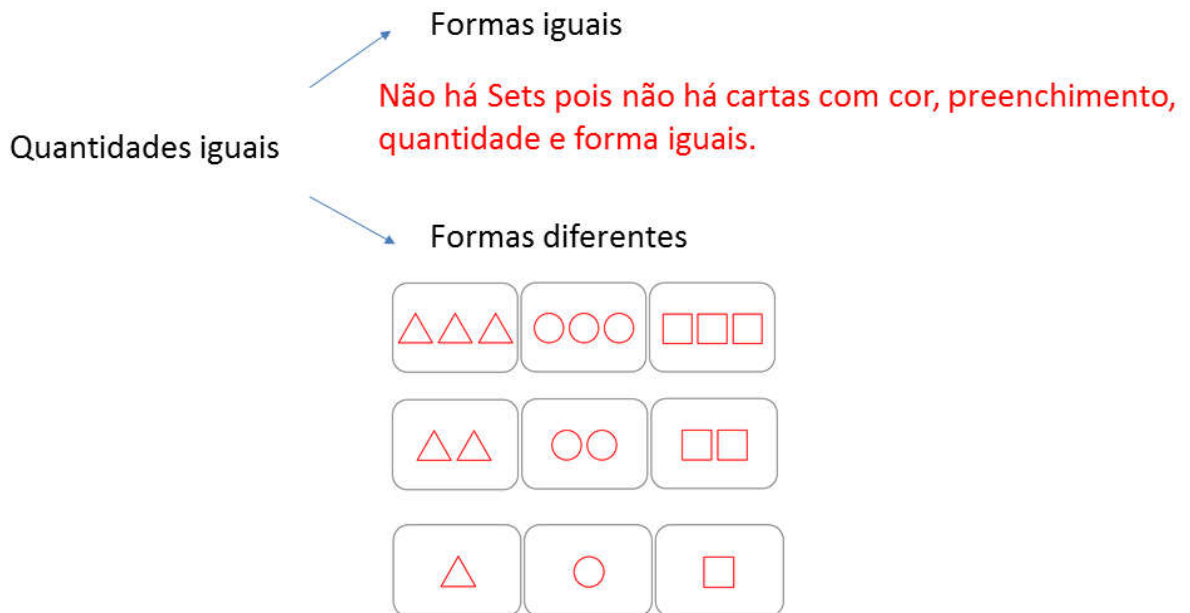 Formas iguais
Não há Sets pois não há cartas com cor, preenchimento,
quantidade e forma iguais.
Quantidades iguais
Formas diferentes